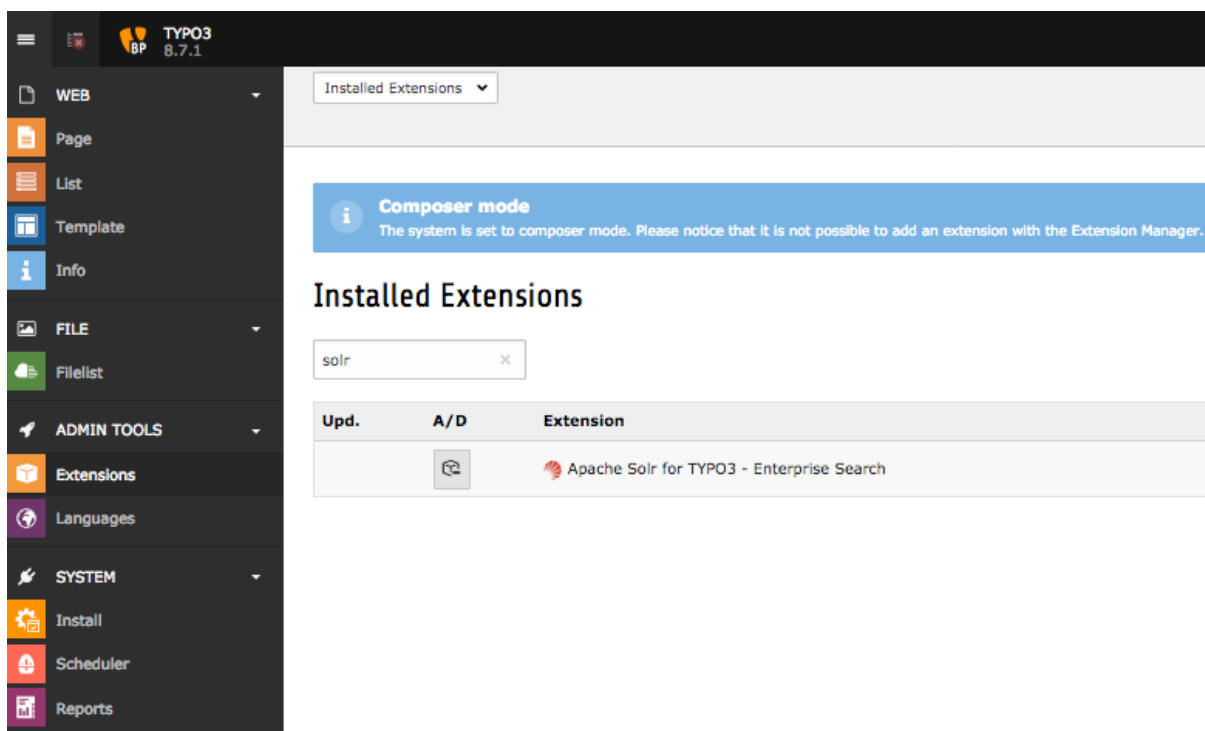 TYPO3
8.7.1
BP
WEB
Page
List
Template
Info
FILE
Filelist
ADMIN TOOLS
Extensions
Languages
SYSTEM
Install
Scheduler
Reports
Installed Extensions
Composer mode
The system is set to composer mode. Please notice that it is not possible to add an extension with the Extension Manager.
Installed Extensions
solr
Upd. A/D Extension
Apache Solr for TYPO3 - Enterprise Search